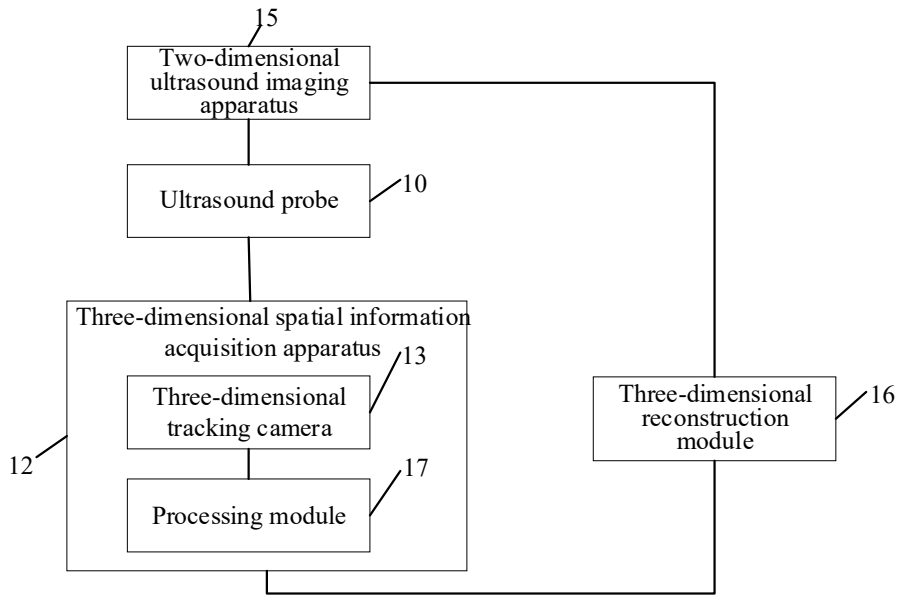 15
Two-dimensional
ultrasound imaging
apparatus
Ultrasound probe
10
Three-dimensional spatial information
acquisition apparatus
13
Three-dimensional
tracking camera
12
17
Processing module
Three-dimensional
reconstruction
module
16